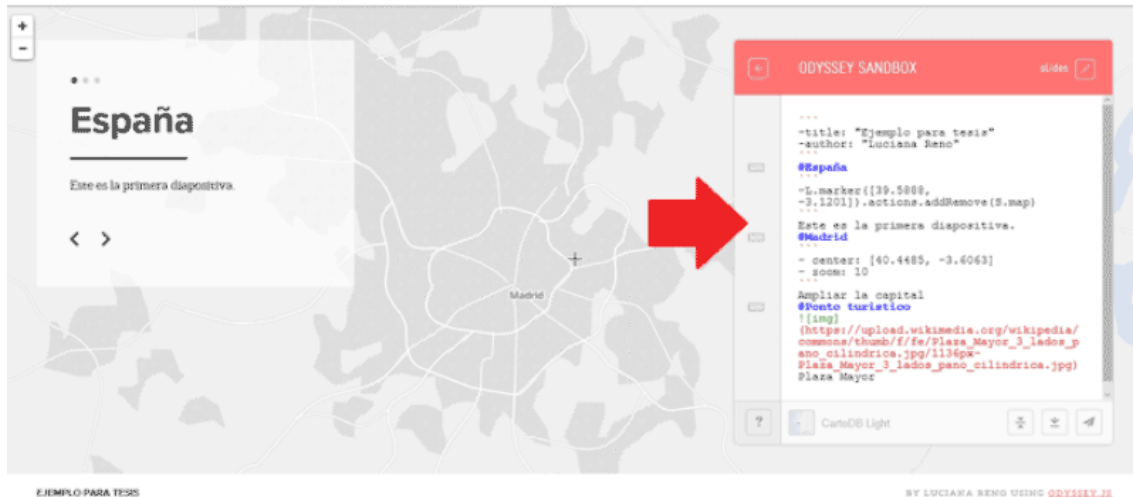 +
-
España
Este es la primera diapositiva.
< >
Madrid
ODYSSEY SANDBOX
slides
```
-title: "Ejemplo para tesis"
-author: "Luciana Reno"
```
#España
```
-L.marker([39.5888,
-3.1201]).actions.addRemove(S.map)
```
Este es la primera diapositiva.
#Madrid
```
- center: [40.4485, -3.6063]
- zoom: 10
```
Ampliar la capital
#Ponto turístico
![img]
(https://upload.wikimedia.org/wikipedia/
commons/thumb/f/fe/Plaza_Mayor_3_lados_p
ano_cilindrica.jpg/1136px-
Plaza_Mayor_3_lados_pano_cilindrica.jpg)
Plaza Mayor
?
CartoDB Light
EJEMPLO PARA TESIS
BY LUCIANA RENO USING ODYSSEY.JS